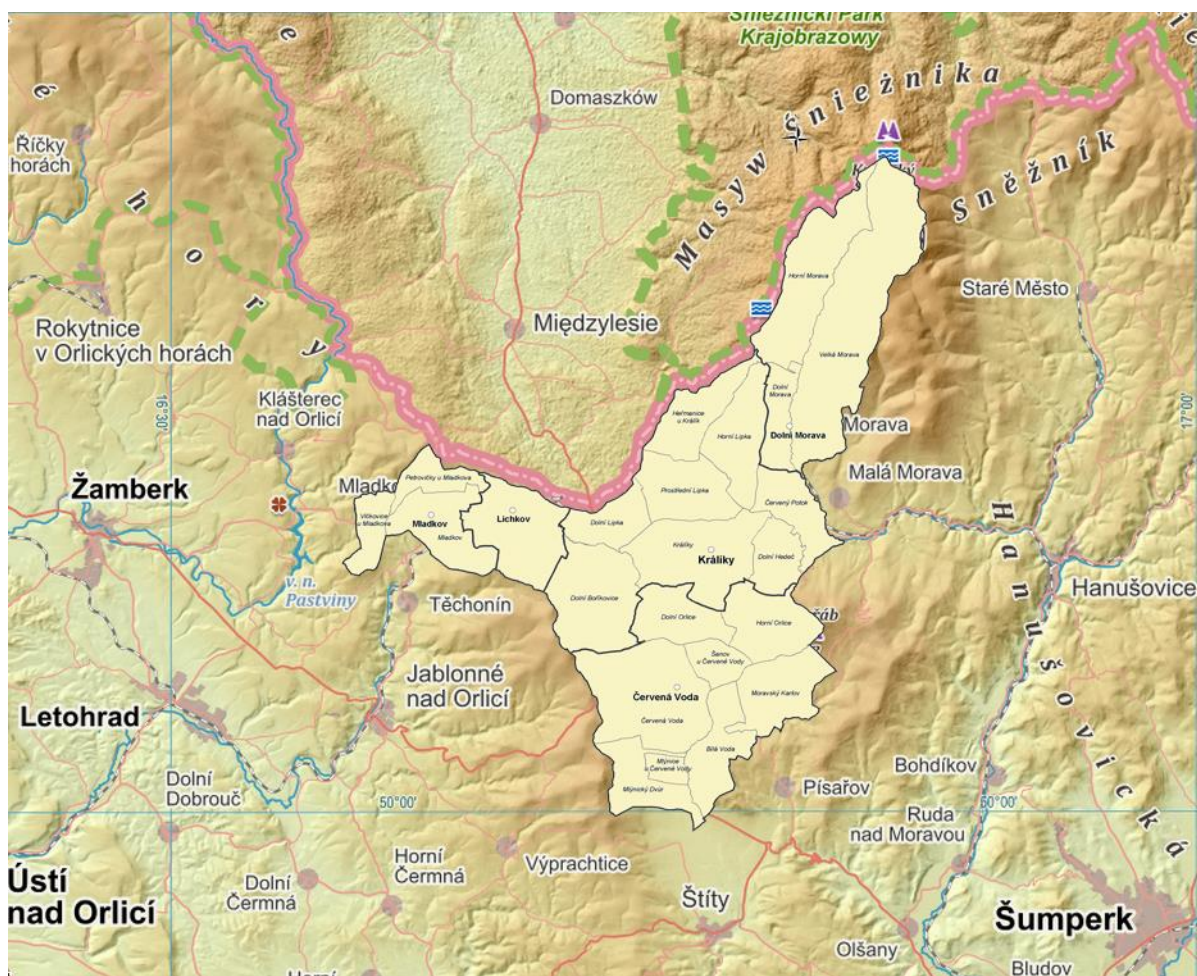 Śnieżnicki Park
Krajobrazowy
Domaszków
Masyw Śnieżnika
Sněžník
Říčky
horách
hory
Rokytnice
v Orlických horách
Międzylesie
Staré Město
Horní Morava
Velká Morava
Klášterec
nad Orlicí
16°30'
17°00'
Dolní
Morava
Heřmanice
u Králík
Horní Lipka
Dolní Morava
Morava
Malá Morava
Petrovičky u Mladkova
Žamberk
Vlčkovice
u Mladkova
Mladkov
Mladkov
Lichkov
Prostřední Lipka
Červený Potok
Dolní Lipka
Králíky
Dolní Hedeč
Králíky
v. n.
Pastviny
Těchonín
Dolní Boříkovice
Hanušovice
Dolní Orlice
Horní Orlice
Šanov
u Červené Vody
Jablonné
nad Orlicí
Moravský Karlov
Červená Voda
Červená Voda
Letohrad
Bílá Voda
Mlýnice
u Červené Vody
Mlýnický Dvůr
Dolní
Dobrouč
Písařov
Bohdíkov
50°00'
50°00'
Ruda
nad Moravou
Hanušovická
Horní
Čermná
Výprachtice
Ústí
nad Orlicí
Dolní
Čermná
Štíty
Šumperk
Olšany
Bludov
Horní